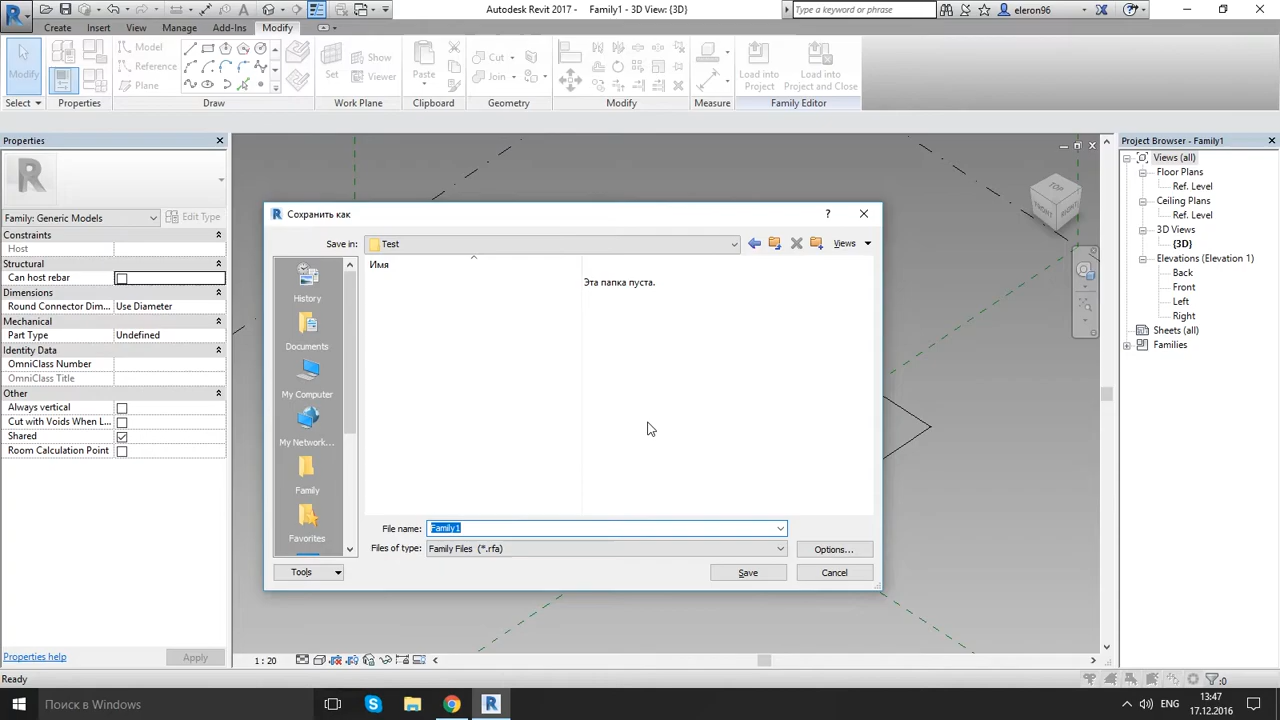 Autodesk Revit 2017 - Family1 - 3D View: {3D}
Type a keyword or phrase
eleron96
Create
Insert
View
Manage
Add-Ins
Modify
Modify
Model
Reference
Plane
Set
Show
Viewer
Paste
Cut
Join
Load into
Project
Load into
Project and Close
Select
Properties
Draw
Work Plane
Clipboard
Geometry
Modify
Measure
Family Editor
Properties
Family: Generic Models
Edit Type
Constraints
Host
Structural
Can host rebar
Dimensions
Round Connector Dim... Use Diameter
Mechanical
Part Type Undefined
Identity Data
OmniClass Number
OmniClass Title
Other
Always vertical
Cut with Voids When L...
Shared
Room Calculation Point
Properties help
Apply
Сохранить как
Save in:
Test
Views
Имя
Эта папка пуста.
History
Documents
My Computer
My Network...
Family
Favorites
File name: Family1
Files of type: Family Files (*.rfa)
Options...
Tools
Save
Cancel
TOP
FRONT
RIGHT
Project Browser - Family1
Views (all)
Floor Plans
Ref. Level
Ceiling Plans
Ref. Level
3D Views
{3D}
Elevations (Elevation 1)
Back
Front
Left
Right
Sheets (all)
Families
1 : 20
Ready
:0
Поиск в Windows
ENG
13:47
17.12.2016